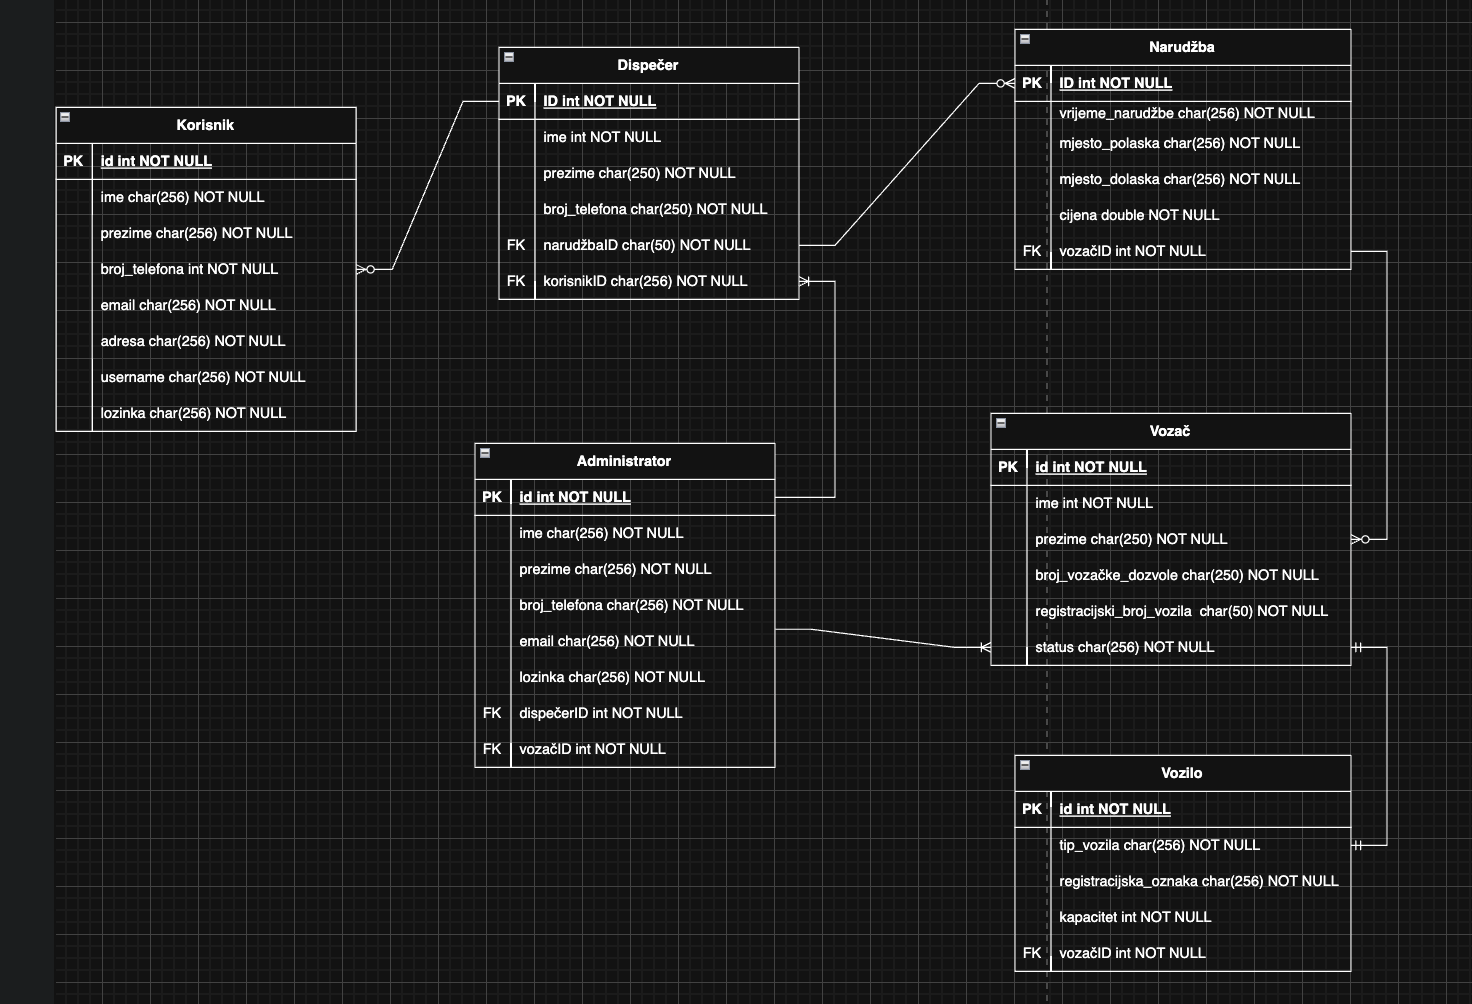 Korisnik
PK id int NOT NULL
ime char(256) NOT NULL
prezime char(256) NOT NULL
broj_telefona int NOT NULL
email char(256) NOT NULL
adresa char(256) NOT NULL
username char(256) NOT NULL
lozinka char(256) NOT NULL
Dispečer
PK ID int NOT NULL
ime int NOT NULL
prezime char(250) NOT NULL
broj_telefona char(250) NOT NULL
FK narudžbaID char(50) NOT NULL
FK korisnikID char(256) NOT NULL
Narudžba
PK ID int NOT NULL
vrijeme_narudžbe char(256) NOT NULL
mjesto_polaska char(256) NOT NULL
mjesto_dolaska char(256) NOT NULL
cijena double NOT NULL
FK vozačID int NOT NULL
Administrator
PK id int NOT NULL
ime char(256) NOT NULL
prezime char(256) NOT NULL
broj_telefona char(256) NOT NULL
email char(256) NOT NULL
lozinka char(256) NOT NULL
FK dispečerID int NOT NULL
FK vozačID int NOT NULL
Vozač
PK id int NOT NULL
ime int NOT NULL
prezime char(250) NOT NULL
broj_vozačke_dozvole char(250) NOT NULL
registracijski_broj_vozila char(50) NOT NULL
status char(256) NOT NULL
Vozilo
PK id int NOT NULL
tip_vozila char(256) NOT NULL
registracijska_oznaka char(256) NOT NULL
kapacitet int NOT NULL
FK vozačID int NOT NULL